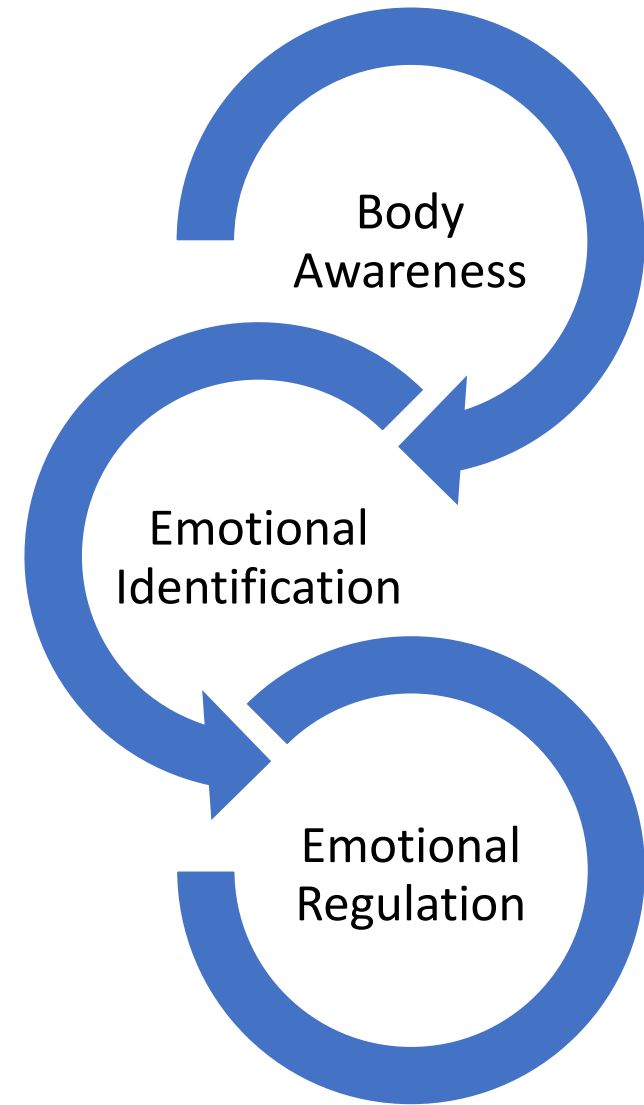 Body
Awareness
Emotional
Identification
Emotional
Regulation